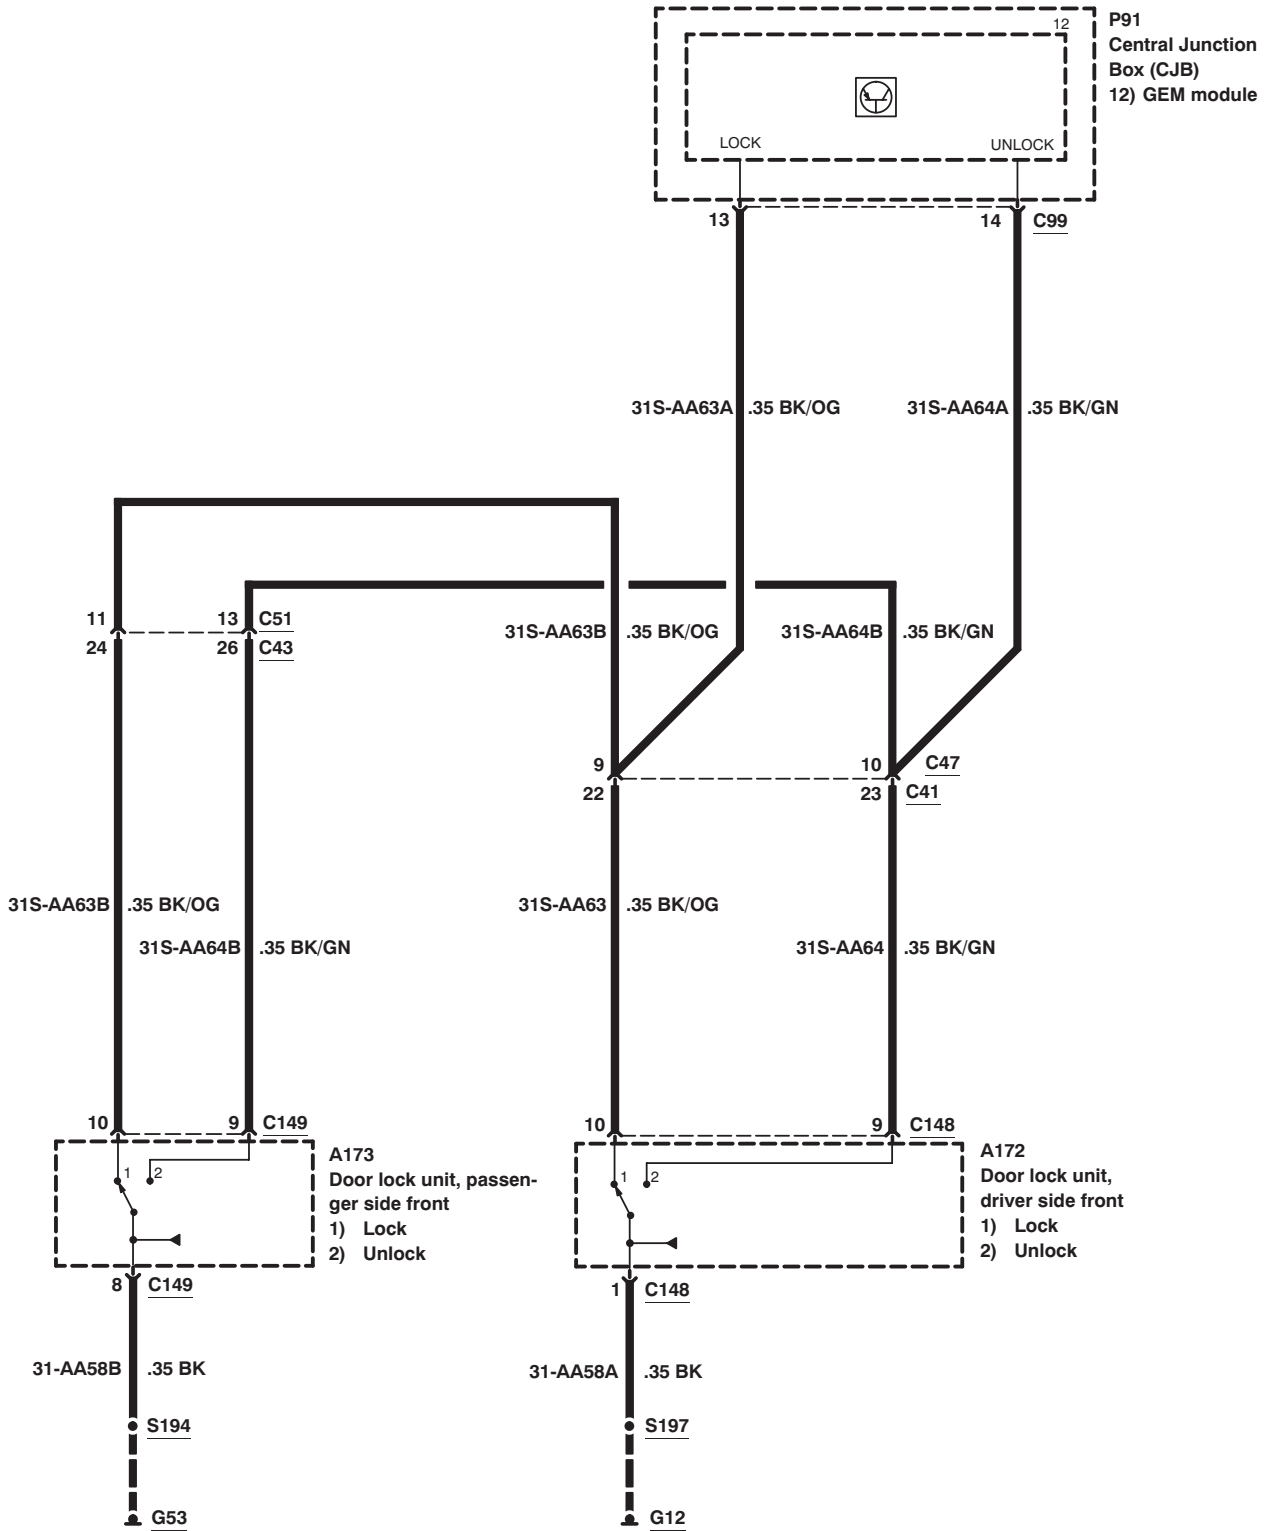 12
P91
Central Junction
Box (CJB)
12) GEM module
LOCK
UNLOCK
13
14
C99
31S-AA63A
.35 BK/OG
31S-AA64A
.35 BK/GN
11
13
C51
24
26
C43
31S-AA63B
.35 BK/OG
31S-AA64B
.35 BK/GN
9
10
C47
22
23
C41
31S-AA63B
.35 BK/OG
31S-AA63
.35 BK/OG
31S-AA64B
.35 BK/GN
31S-AA64
.35 BK/GN
10
9
C149
10
9
C148
1
2
A173
Door lock unit, passen-
ger side front
1) Lock
2) Unlock
1
2
A172
Door lock unit,
driver side front
1) Lock
2) Unlock
8
C149
1
C148
31-AA58B
.35 BK
31-AA58A
.35 BK
S194
S197
G53
G12